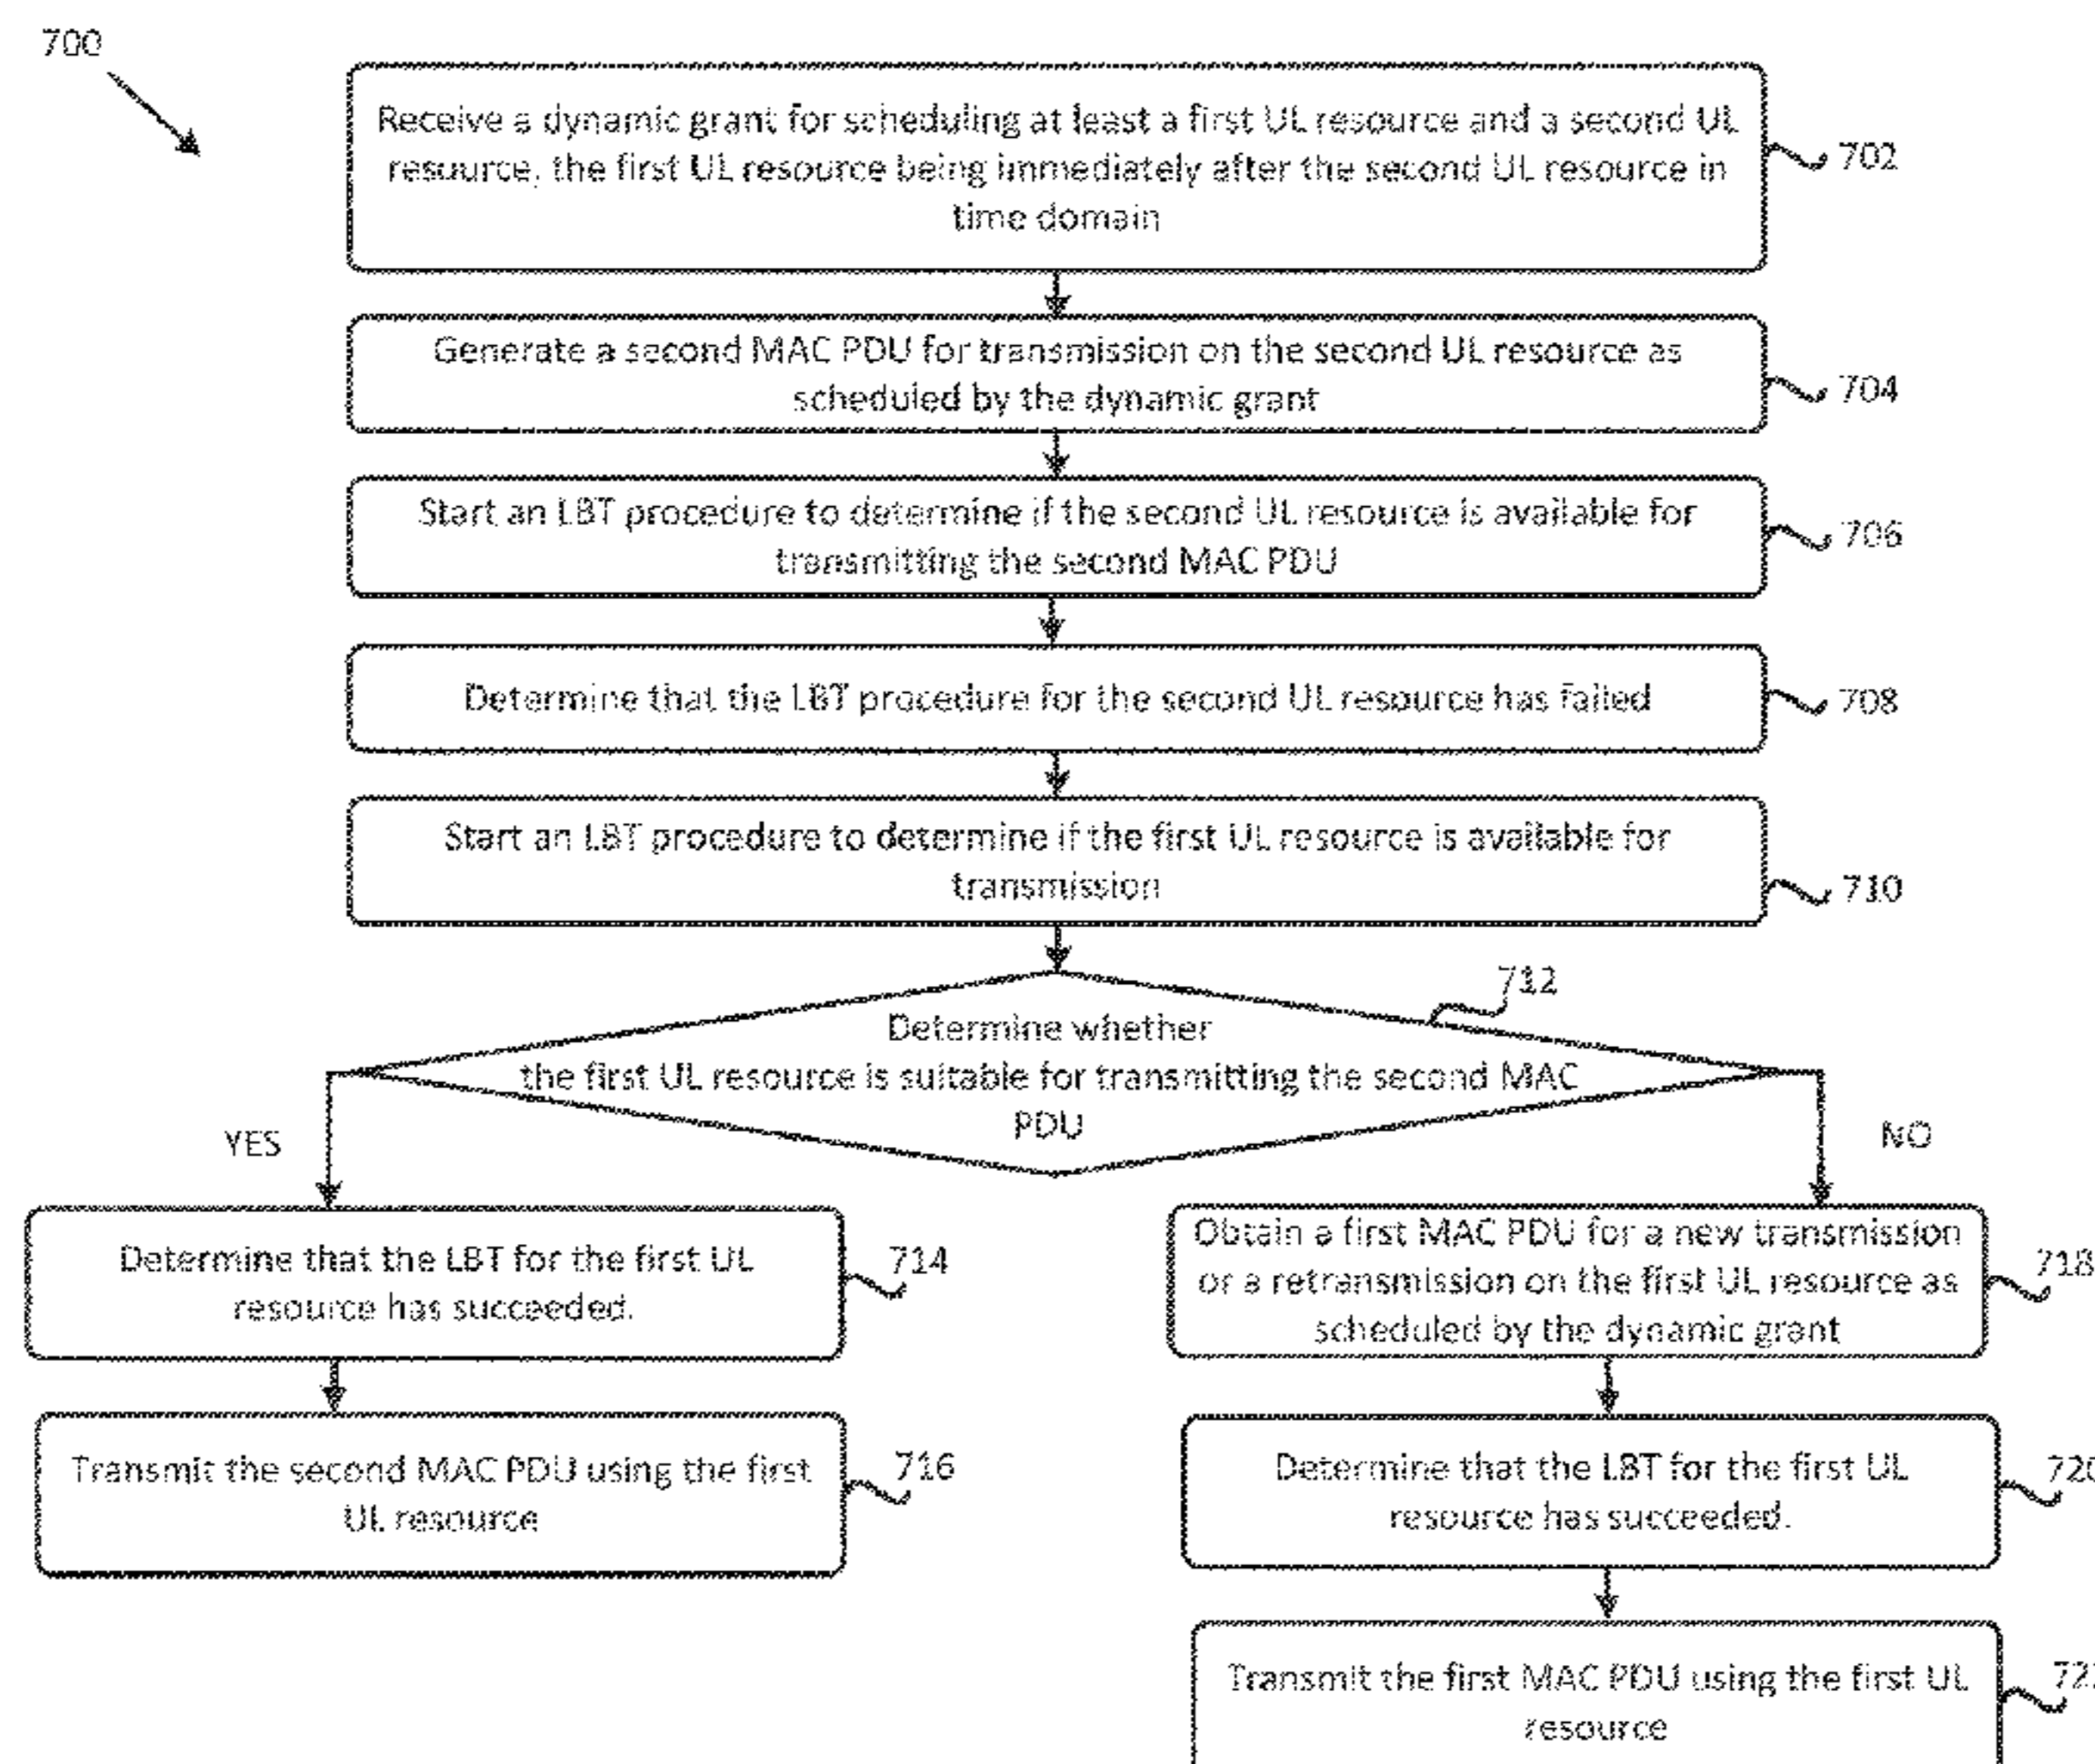 700
Receive a dynamic grant for scheduling at least a first UL resource and a second UL
resource, the first UL resource being immediately after the second UL resource in
time domain
702
Generate a second MAC PDU for transmission on the second UL resource as
scheduled by the dynamic grant
704
Start an LBT procedure to determine if the second UL resource is available for
transmitting the second MAC PDU
706
Determine that the LBT procedure for the second UL resource has failed
708
Start an LBT procedure to determine if the first UL resource is available for
transmission
710
712
Determine whether
the first UL resource is suitable for transmitting the second MAC
PDU
YES
NO
Determine that the LBT for the first UL
resource has succeeded.
714
Transmit the second MAC PDU using the first
UL resource
716
Obtain a first MAC PDU for a new transmission
or a retransmission on the first UL resource as
scheduled by the dynamic grant
718
Determine that the LBT for the first UL
resource has succeeded.
720
Transmit the first MAC PDU using the first UL
resource